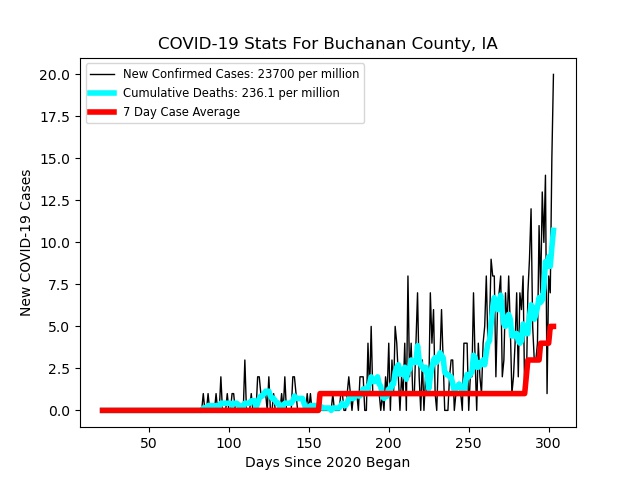 COVID-19 Stats For Buchanan County, IA
New Confirmed Cases: 23700 per million
Cumulative Deaths: 236.1 per million
7 Day Case Average
New COVID-19 Cases
20.0
17.5
15.0
12.5
10.0
7.5
5.0
2.5
0.0
50 100 150 200 250 300
Days Since 2020 Began